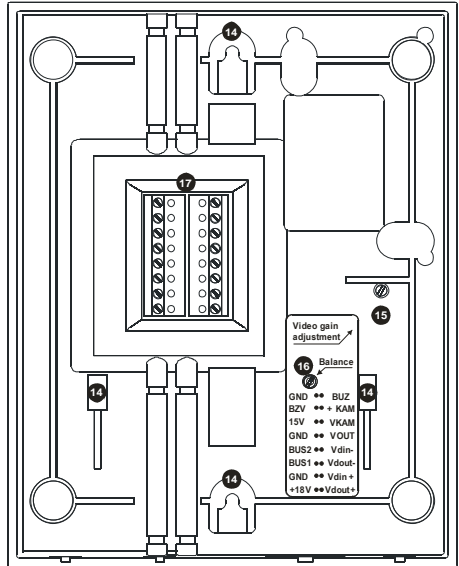 14
17
15
Video gain
adjustment
16 Balance
14
14
GND •• BUZ
BZV •• + KAM
15V •• VKAM
GND •• VOUT
BUS2 •• Vdin-
BUS1 •• Vdout-
GND •• Vdin +
+18V •• Vdout+
14